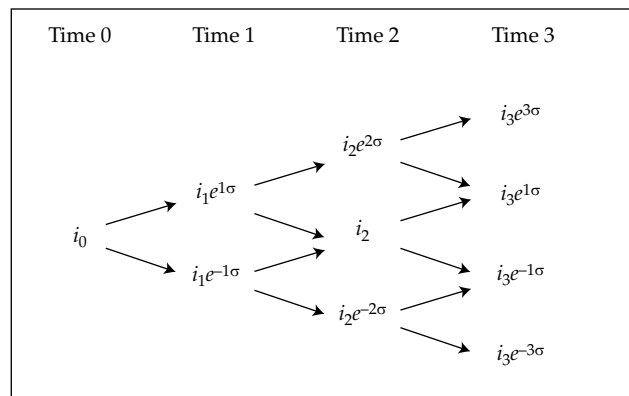 Time 0 Time 1 Time 2 Time 3
i₃e³σ
i₂e²σ
i₁e¹σ i₃e¹σ
i₀ i₂
i₁e⁻¹σ i₃e⁻¹σ
i₂e⁻²σ
i₃e⁻³σ